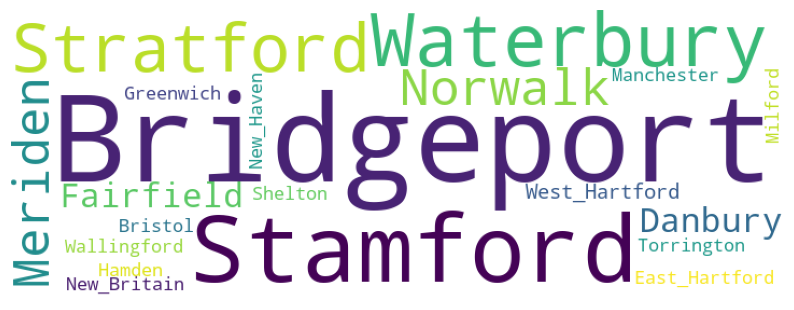 Stratford
Waterbury
Norwalk
Manchester
Greenwich
New_Haven
Milford
Meriden
Bridgeport
Fairfield
Shelton
West_Hartford
Bristol
Stamford
Danbury
Wallingford
Torrington
Hamden
New_Britain
East_Hartford